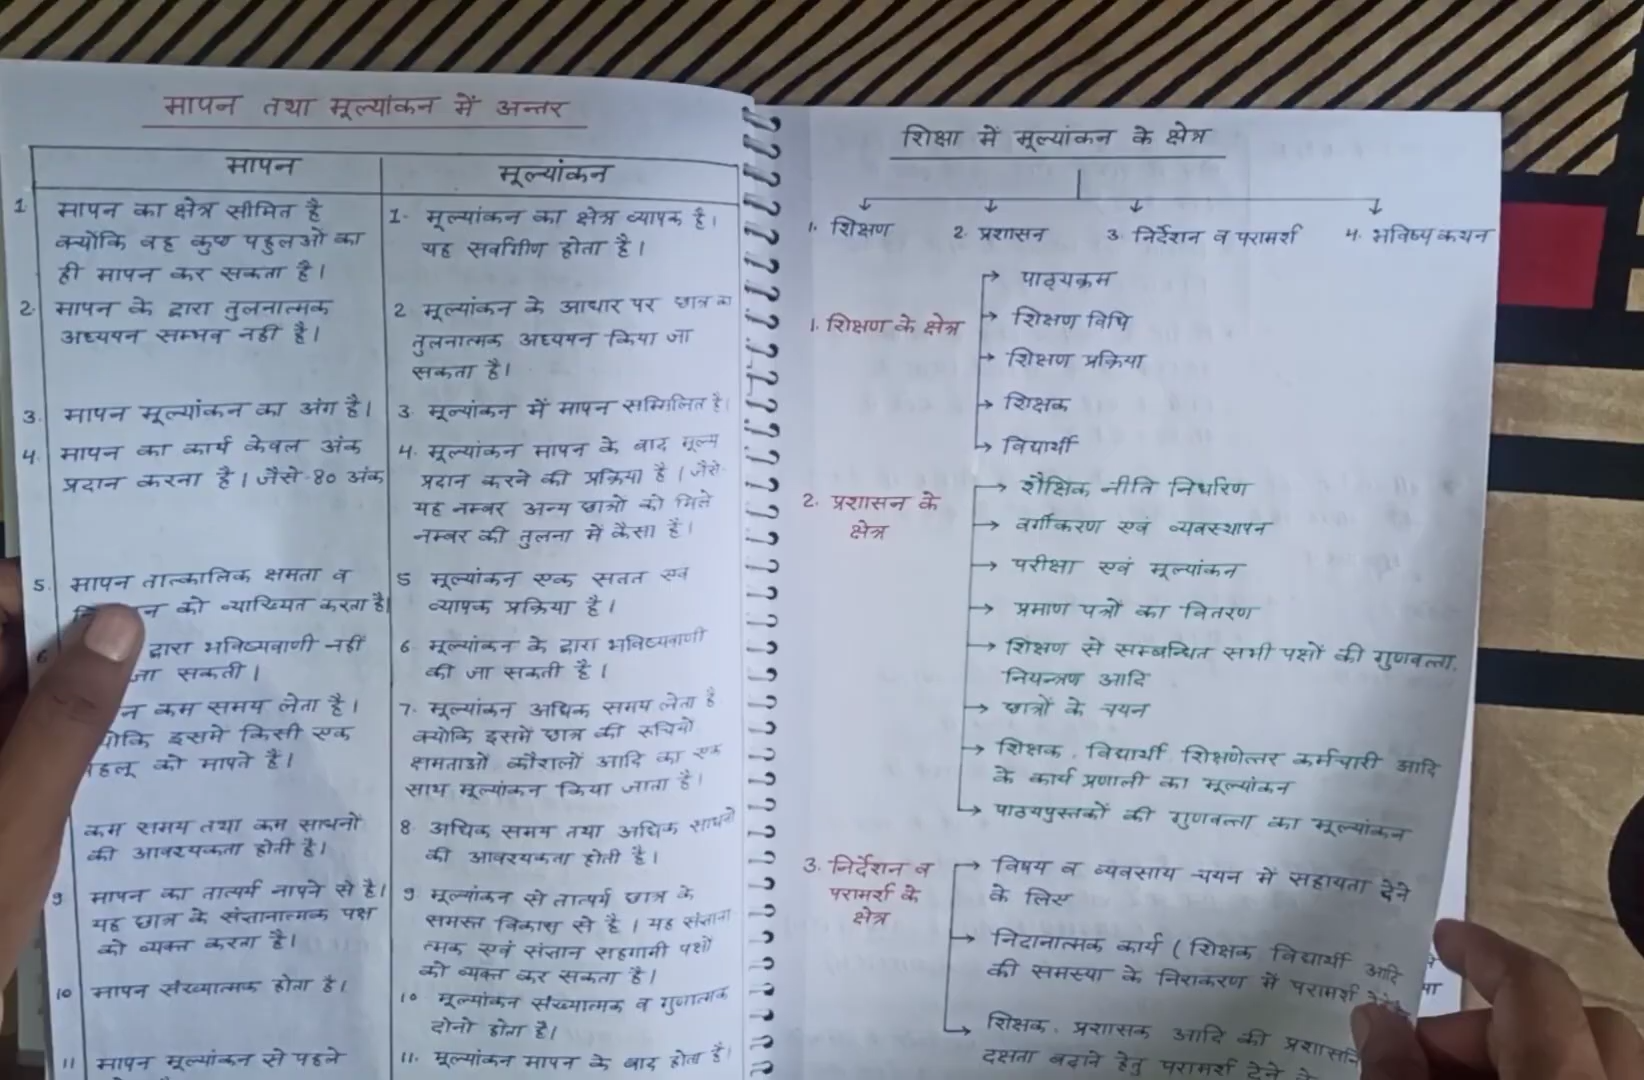 मापन तथा मूल्यांकन में अन्तर
मापन
1 मापन का क्षेत्र सीमित है
क्योंकि वह कुछ पहुलओं का
ही मापन कर सकता है।
2. मापन के द्वारा तुलनात्मक
अध्ययन सम्भव नहीं है।
3. मापन मूल्यांकन का अंग है।
4. मापन का कार्य केवल अंक
प्रदान करना है। जैसे-80 अंक
5. मापन तात्कालिक क्षमता व
को व्याख्यित करता है।
6 द्वारा भविष्यवाणी नहीं
जा सकती।
कम समय लेता है।
इसमें किसी एक
को मापते हैं।
कम समय तथा कम साधनों
की आवश्यकता होती है।
9 मापन का तात्पर्य नापने से है।
यह छात्र के संज्ञानात्मक पक्ष
को व्यक्त करता है।
10 मापन संख्यात्मक होता है।
11 मापन मूल्यांकन से पहले
मूल्यांकन
1- मूल्यांकन का क्षेत्र व्यापक है।
यह सर्वांगीण होता है।
2 मूल्यांकन के आधार पर छात्र का
तुलनात्मक अध्ययन किया जा
सकता है।
3. मूल्यांकन में मापन सम्मिलित है।
4. मूल्यांकन मापन के बाद मूल्य
प्रदान करने की प्रक्रिया है। जैसे-
यह नम्बर अन्य छात्रों को मिले
नम्बर की तुलना में कैसा है।
5 मूल्यांकन एक सतत एवं
व्यापक प्रक्रिया है।
6. मूल्यांकन के द्वारा भविष्यवाणी
की जा सकती है।
7. मूल्यांकन अधिक समय लेता है
क्योंकि इसमें छात्र की रूचियों
क्षमताओं कौशलों आदि का एक
साथ मूल्यांकन किया जाता है।
8. अधिक समय तथा अधिक साधनों
की आवश्यकता होती है।
9 मूल्यांकन से तात्पर्य छात्र के
समस्त विकास से है। यह संज्ञाना
त्मक एवं संज्ञान सहगामी पक्षों
को व्यक्त कर सकता है।
10 मूल्यांकन संख्यात्मक व गुणात्मक
दोनो होता है।
11. मूल्यांकन मापन के बाद होता है।
शिक्षा में मूल्यांकन के क्षेत्र
1. शिक्षण 2. प्रशासन 3. निर्देशन व परामर्श 4. भविष्य कथन
1. शिक्षण के क्षेत्र
पाठ्यक्रम
शिक्षण विधि
शिक्षण प्रक्रिया
शिक्षक
विद्यार्थी
2. प्रशासन के
क्षेत्र
शैक्षिक नीति निर्धारण
वर्गीकरण एवं व्यवस्थापन
परीक्षा एवं मूल्यांकन
प्रमाण पत्रों का वितरण
शिक्षण से सम्बन्धित सभी पक्षों की गुणवत्ता,
नियन्त्रण आदि
छात्रों के चयन
शिक्षक, विद्यार्थी शिक्षणेत्तर कर्मचारी आदि
के कार्य प्रणाली का मूल्यांकन
पाठयपुस्तकों की गुणवत्ता का मूल्यांकन
3. निर्देशन व
परामर्श के
क्षेत्र
विषय व व्यवसाय चयन में सहायता देने
के लिए
निदानात्मक कार्य (शिक्षक विद्यार्थी आदि
की समस्या के निराकरण में परामर्श
शिक्षक, प्रशासक आदि की
दक्षता बढ़ाने हेतु परामर्श देने के